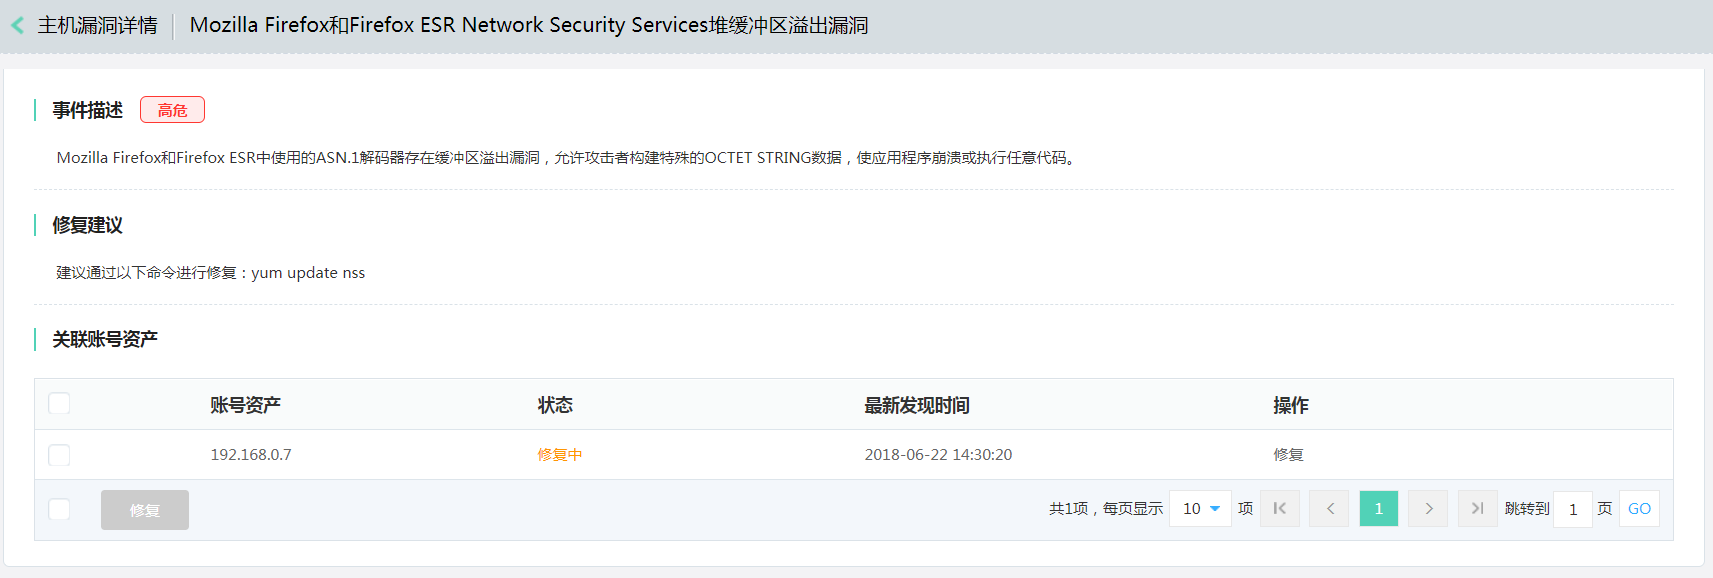 主机漏洞详情 Mozilla Firefox和Firefox ESR Network Security Services堆缓冲区溢出漏洞
事件描述 高危
Mozilla Firefox和Firefox ESR中使用的ASN.1解码器存在缓冲区溢出漏洞，允许攻击者构建特殊的OCTET STRING数据，使应用程序崩溃或执行任意代码。
修复建议
建议通过以下命令进行修复：yum update nss
关联账号资产
账号资产 状态 最新发现时间 操作
192.168.0.7 修复中 2018-06-22 14:30:20 修复
修复 共1项，每页显示 10 项 1 跳转到 1 页 GO